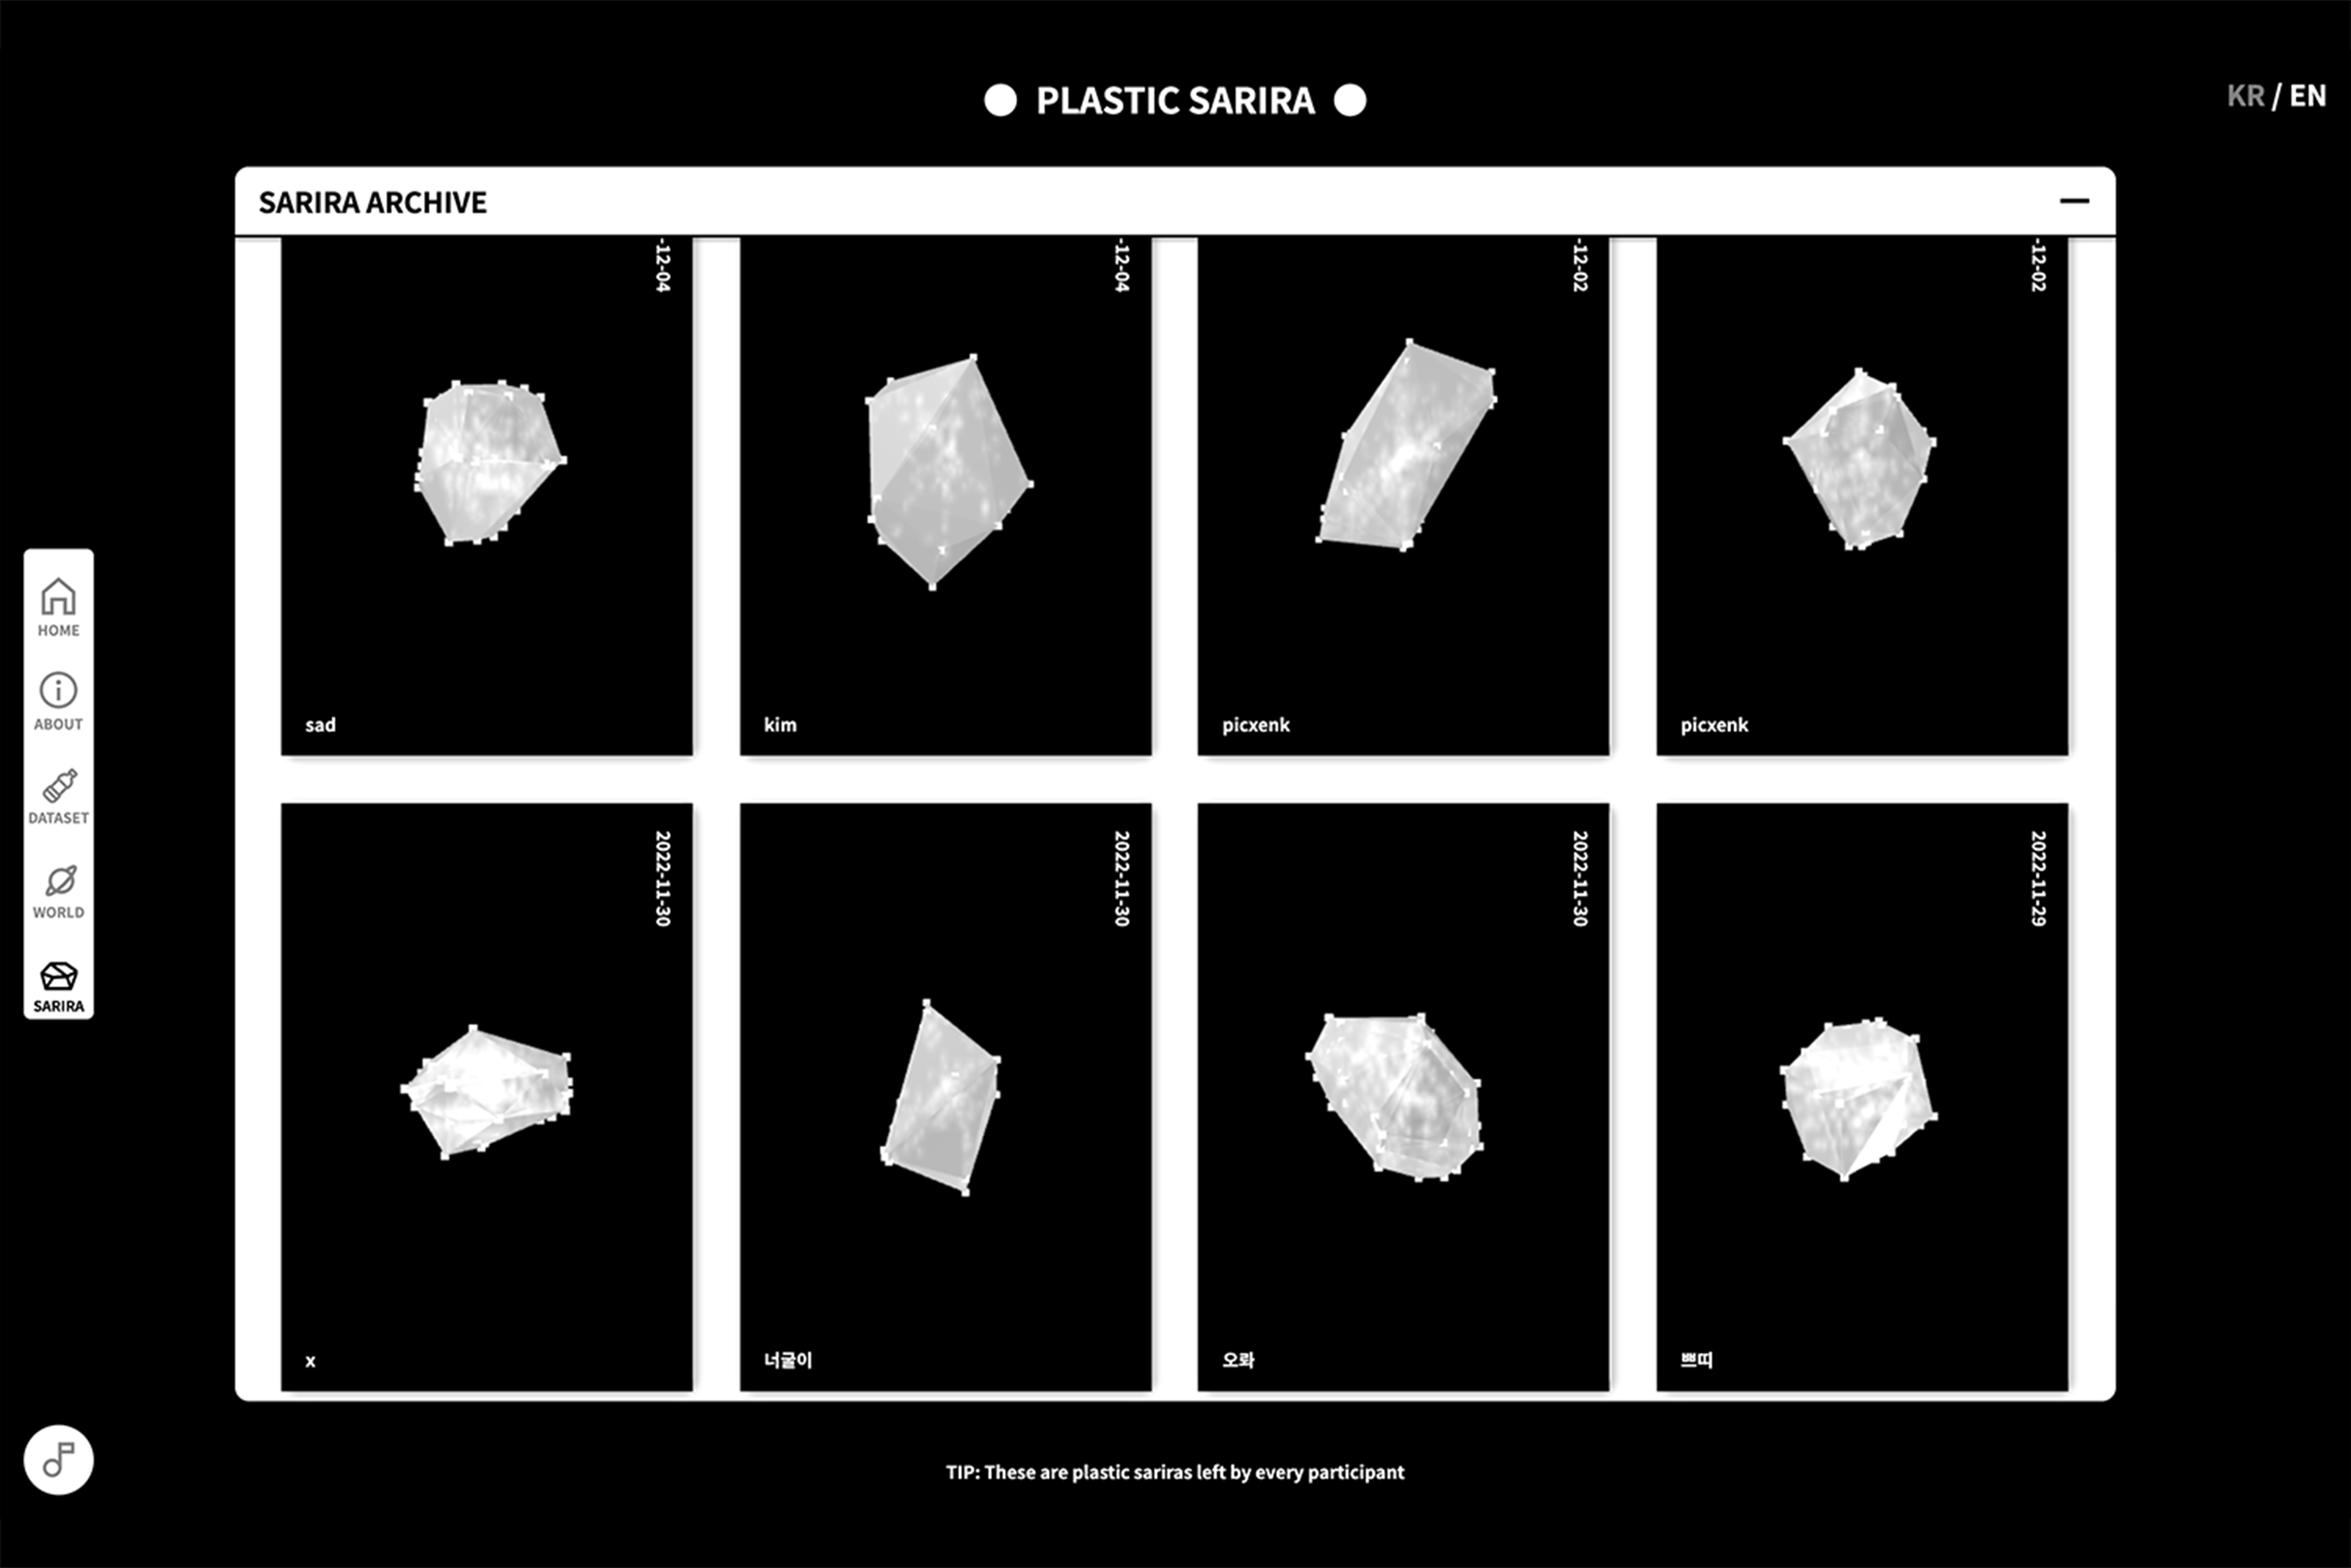 PLASTIC SARIRA
KR / EN
SARIRA ARCHIVE
-12-04
sad
-12-04
kim
-12-02
picxenk
-12-02
picxenk
2022-11-30
x
2022-11-30
너굴이
2022-11-30
오롸
2022-11-29
쁘띠
HOME
ABOUT
DATASET
WORLD
SARIRA
TIP: These are plastic sariras left by every participant